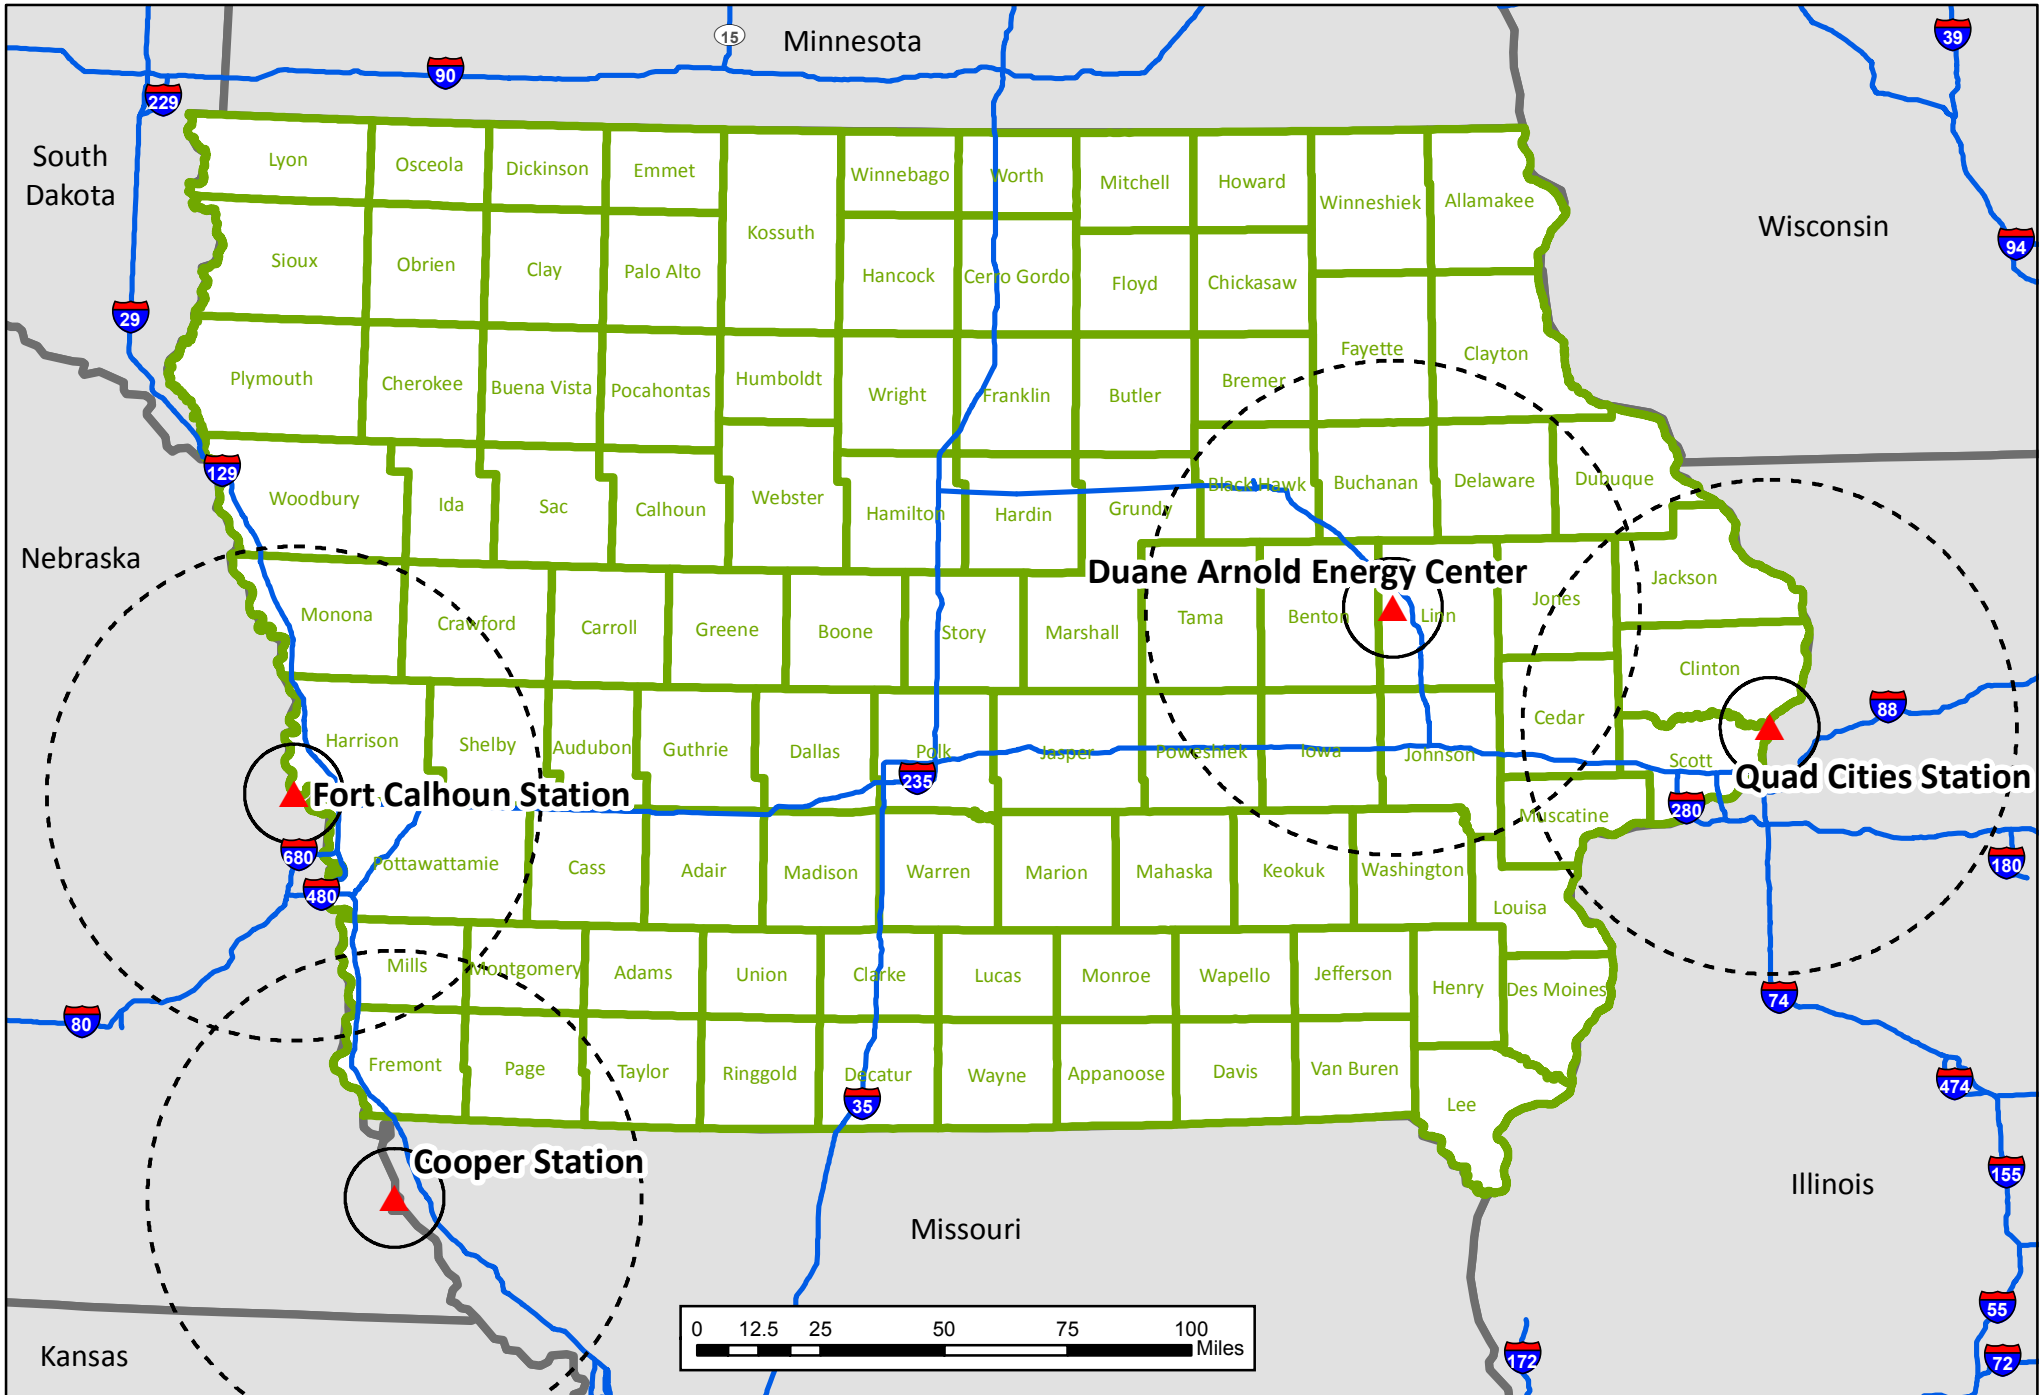 15
Minnesota
39
90
229
South
Dakota
Lyon
Osceola
Dickinson
Emmet
Winnebago
Worth
Mitchell
Howard
Winneshiek
Allamakee
Kossuth
Wisconsin
94
Sioux
Obrien
Clay
Palo Alto
Hancock
Cerro Gordo
Floyd
Chickasaw
29
Fayette
Clayton
Plymouth
Cherokee
Buena Vista
Pocahontas
Humboldt
Wright
Franklin
Butler
Bremer
129
Woodbury
Ida
Sac
Calhoun
Webster
Hamilton
Hardin
Grundy
Black Hawk
Buchanan
Delaware
Dubuque
Nebraska
Duane Arnold Energy Center
Jackson
Monona
Crawford
Carroll
Greene
Boone
Story
Marshall
Tama
Benton
Linn
Jones
Clinton
88
Harrison
Shelby
Audubon
Guthrie
Dallas
Polk
Jasper
Poweshiek
Iowa
Johnson
Cedar
Scott
235
Quad Cities Station
Fort Calhoun Station
280
Muscatine
680
Pottawattamie
Cass
Adair
Madison
Warren
Marion
Mahaska
Keokuk
Washington
180
480
Louisa
Mills
Montgomery
Adams
Union
Clarke
Lucas
Monroe
Wapello
Jefferson
Henry
Des Moines
74
80
Fremont
Page
Taylor
Ringgold
Decatur
Wayne
Appanoose
Davis
Van Buren
474
35
Lee
Cooper Station
155
Illinois
Missouri
55
0 12.5 25 50 75 100
Miles
Kansas
172
72